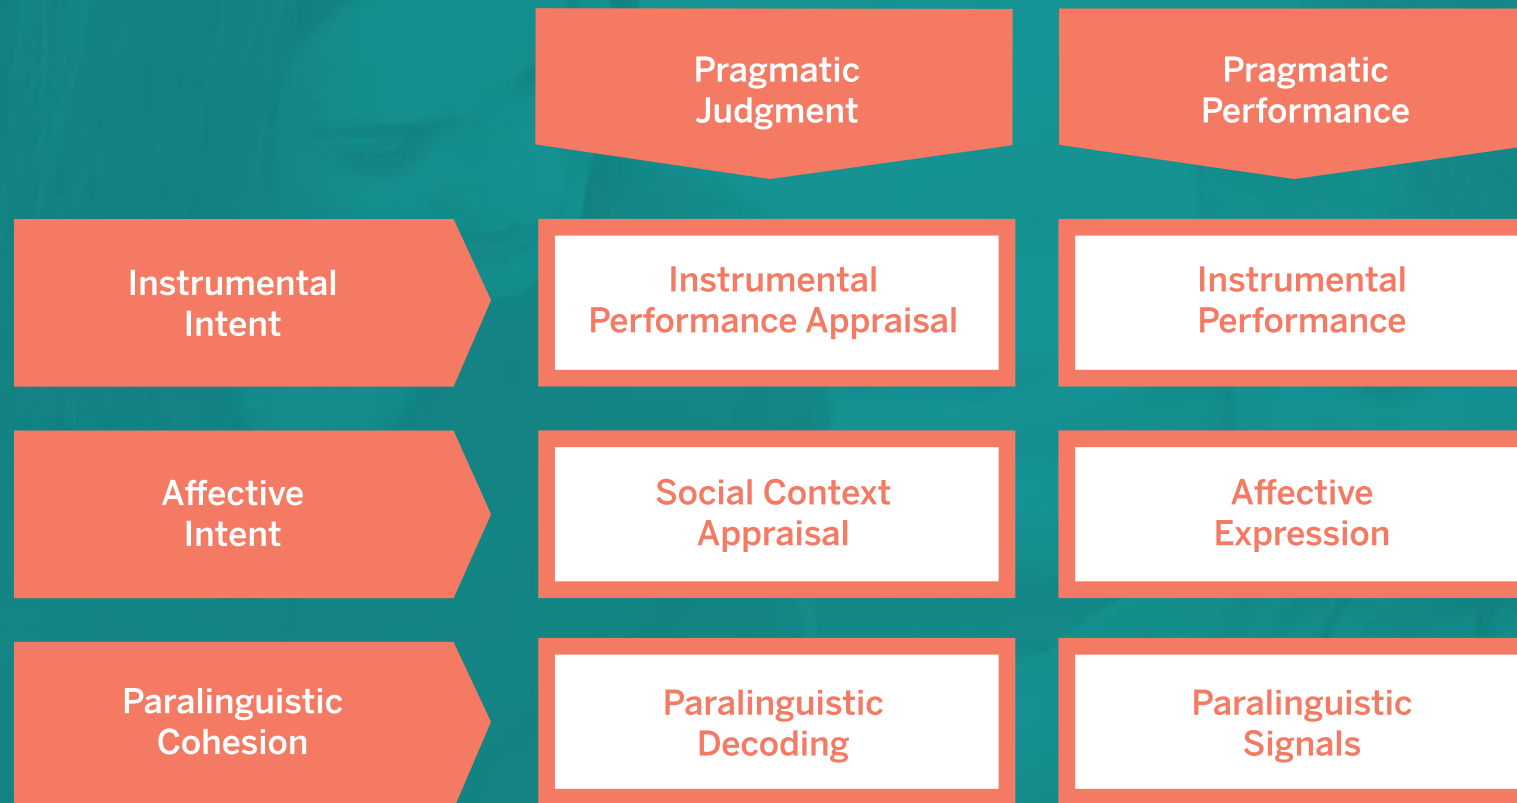 Pragmatic
Judgment
Pragmatic
Performance
Instrumental
Intent
Instrumental
Performance Appraisal
Instrumental
Performance
Affective
Intent
Social Context
Appraisal
Affective
Expression
Paralinguistic
Cohesion
Paralinguistic
Decoding
Paralinguistic
Signals